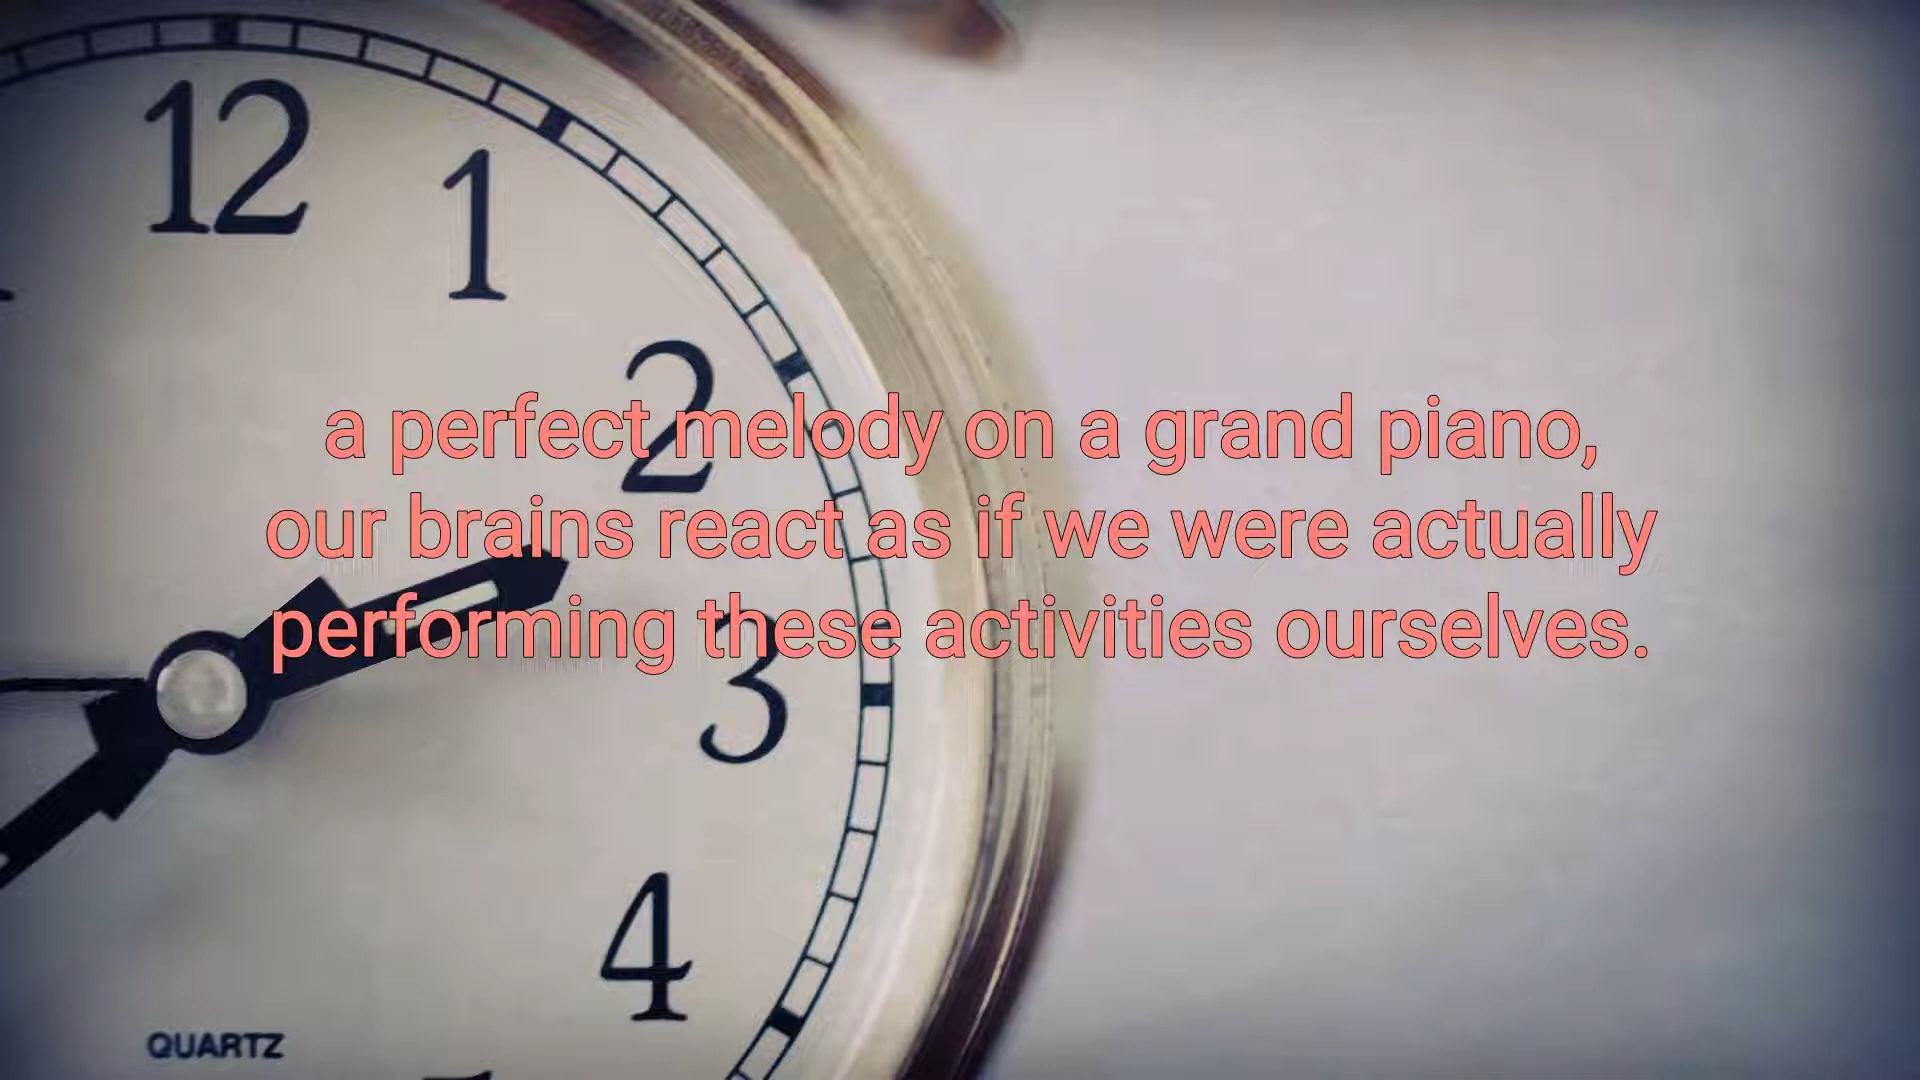 12
1
2
a perfect melody on a grand piano,
our brains react as if we were actually
performing these activities ourselves.
3
4
QUARTZ